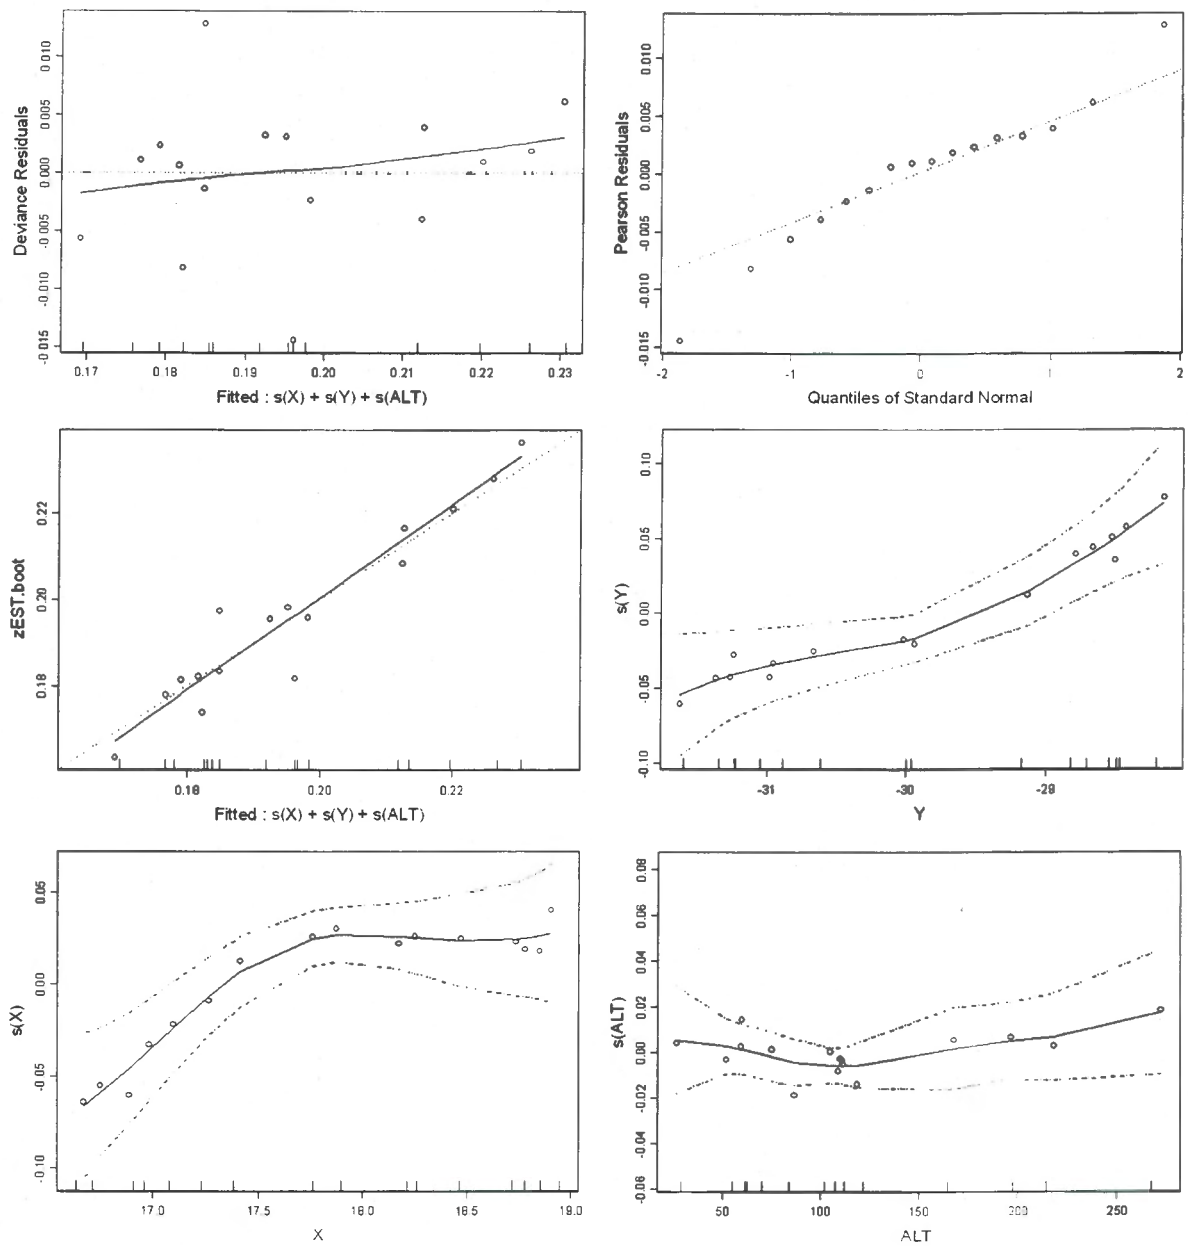 Deviance Residuals
0.010
0.005
0.000
-0.005
-0.010
-0.015
0.17 0.18 0.19 0.20 0.21 0.22 0.23
Fitted : s(X) + s(Y) + s(ALT)
Pearson Residuals
0.010
0.005
0.000
-0.005
-0.010
-0.015
-2 -1 0 1 2
Quantiles of Standard Normal
zEST.boot
0.22
0.20
0.18
0.18 0.20 0.22
Fitted : s(X) + s(Y) + s(ALT)
s(Y)
0.10
0.05
0.00
-0.05
-0.10
-31 -30 -29
Y
s(X)
0.05
0.00
-0.05
-0.10
17.0 17.5 18.0 18.5 19.0
X
s(ALT)
0.08
0.06
0.04
0.02
0.00
-0.02
-0.04
-0.06
50 100 150 200 250
ALT